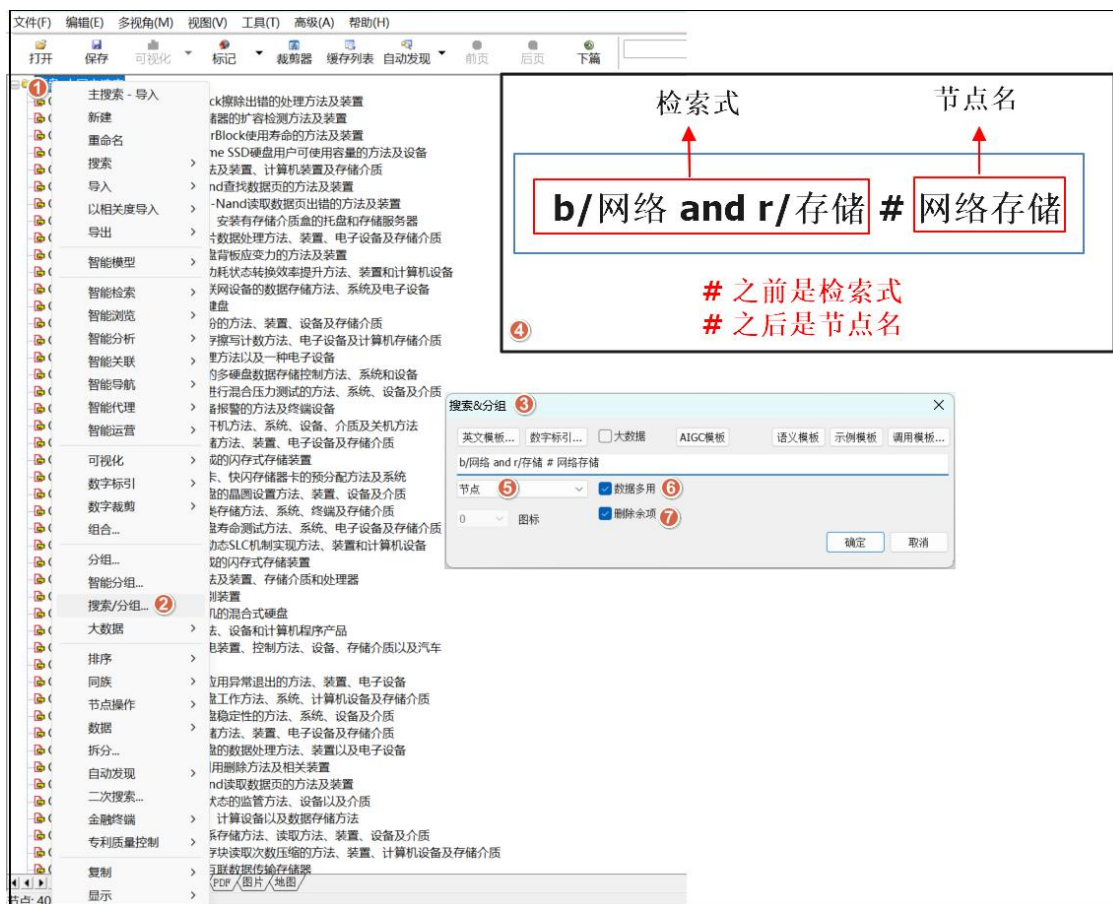 文件(F) 编辑(E) 多视角(M) 视图(V) 工具(T) 高级(A) 帮助(H)
打开 保存 可视化 标记 裁剪器 缓存列表 自动发现 前页 后页 下篇
1
主搜索 - 导入
新建
重命名
搜索
导入
以相关度导入
导出
智能模型
智能检索
智能浏览
智能分析
智能关联
智能导航
智能代理
智能运营
可视化
数字标引
数字裁剪
组合...
分组...
智能分组...
搜索/分组... 2
大数据
排序
同族
节点操作
数据
拆分...
自动发现
二次搜索...
金融终端
专利质量控制
复制
显示
ck擦除出错的处理方法及装置
储器的扩容检测方法及装置
rBlock使用寿命的方法及装置
me SSD硬盘用户可使用容量的方法及设备
法及装置、计算机装置及存储介质
nd查找数据页的方法及装置
-Nand读取数据页出错的方法及装置
安装有存储介质盒的托盘和存储服务器
片数据处理方法、装置、电子设备及存储介质
盘背板应变力的方法及装置
功耗状态转换效率提升方法、装置和计算机设备
联网设备的数据存储方法、系统及电子设备
健盘
份的方法、装置、设备及存储介质
存擦写计数方法、电子设备及计算机存储介质
理方法以及一种电子设备
的多硬盘数据存储控制方法、系统和设备
进行混合压力测试的方法、系统、设备及介质
备报警的方法及终端设备
开机方法、系统、设备、介质及关机方法
储方法、装置、电子设备及存储介质
成的闪存式存储装置
卡、快闪存储器卡的预分配方法及系统
盘的晶圆设置方法、装置、设备及介质
类存储方法、系统、终端及存储介质
盘寿命测试方法、系统、电子设备及存储介质
动态SLC机制实现方法、装置和计算机设备
成的闪存式存储装置
法及装置、存储介质和处理器
制装置
机的混合式硬盘
法、设备和计算机程序产品
电装置、控制方法、设备、存储介质以及汽车
应用异常退出的方法、装置、电子设备
盘工作方法、系统、计算机设备及存储介质
盘稳定性的方法、系统、设备及介质
储方法、装置、电子设备及存储介质
盘的数据处理方法、装置以及电子设备
利用删除方法及相关装置
nd读取数据页的方法及装置
状态的监管方法、设备以及介质
计算设备以及数据存储方法
系存储方法、读取方法、装置、设备及介质
存块读取次数压缩的方法、装置、计算机设备及存储介质
互联数据传输存储器
PDF 图片 地图
节点: 40
检索式 节点名
b/网络 and r/存储 # 网络存储
# 之前是检索式
# 之后是节点名
4
搜索&分组 3
英文模板... 数字标引... 大数据 AIGC模板 语义模板 示例模板 调用模板...
b/网络 and r/存储 # 网络存储
节点 5 数据多用 6
0 图标 删除余项 7
确定 取消